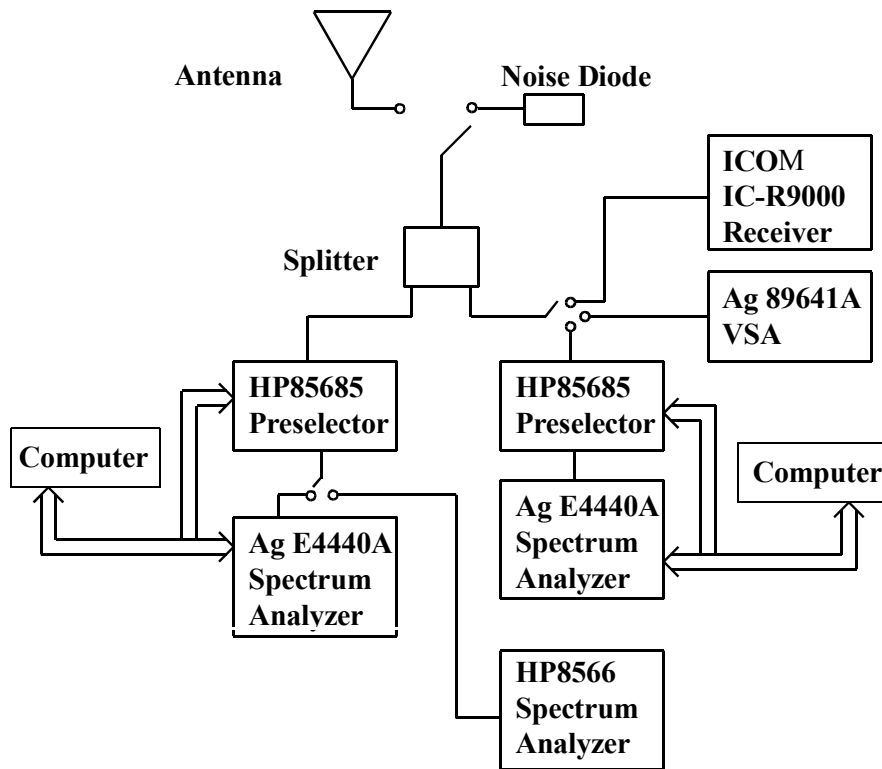 Antenna
Noise Diode
ICOM
IC-R9000
Receiver
Splitter
Ag 89641A
VSA
HP85685
Preselector
HP85685
Preselector
Computer
Computer
Ag E4440A
Spectrum
Analyzer
Ag E4440A
Spectrum
Analyzer
HP8566
Spectrum
Analyzer